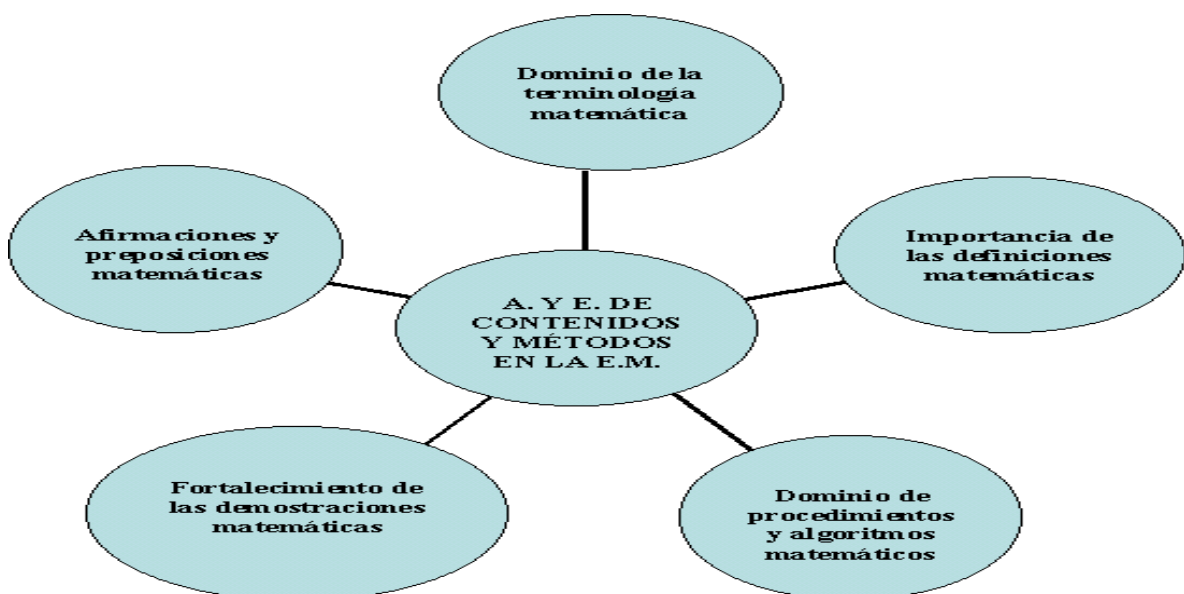 Dominio de la
terminología
matemática
Afirmaciones y
preposiciones
matemáticas
Importancia de
las definiciones
matemáticas
A. Y E. DE
CONTENIDOS
Y MÉTODOS
EN LA E.M.
Fortalecimiento de
las demostraciones
matemáticas
Dominio de
procedimientos
y algoritmos
matemáticos